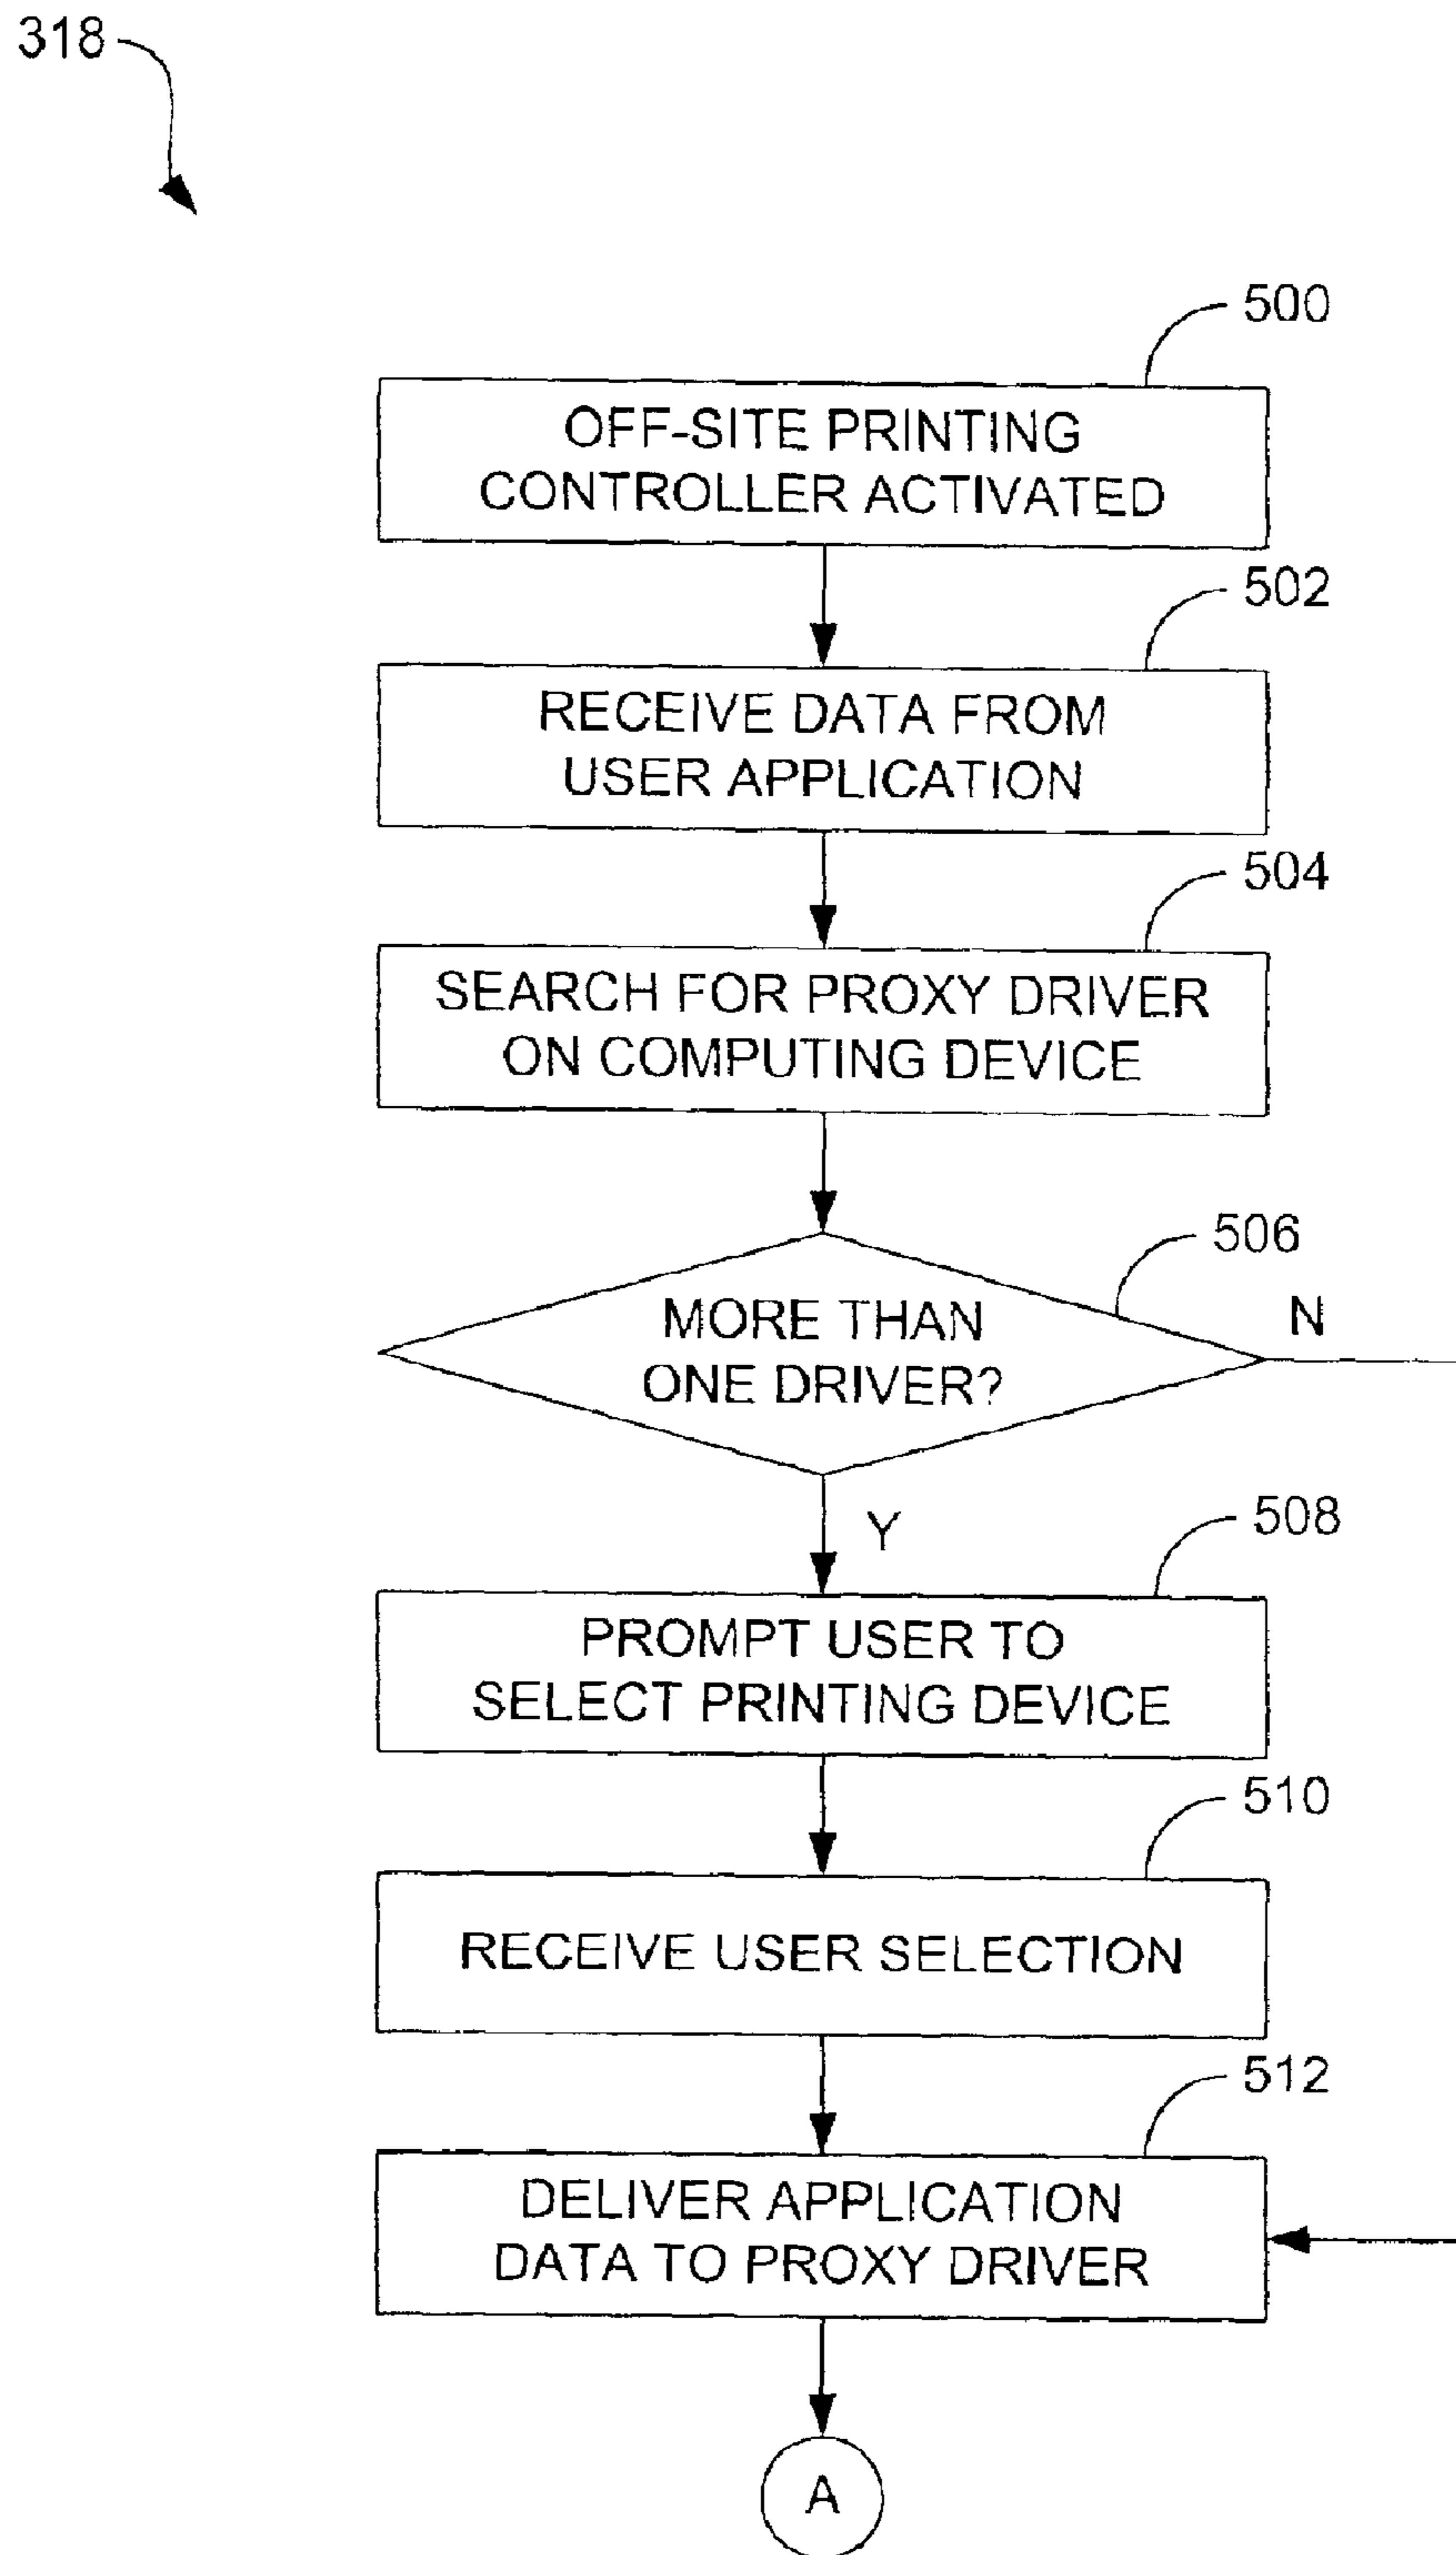 318
500
OFF-SITE PRINTING
CONTROLLER ACTIVATED
502
RECEIVE DATA FROM
USER APPLICATION
504
SEARCH FOR PROXY DRIVER
ON COMPUTING DEVICE
506
MORE THAN
ONE DRIVER?
N
Y
508
PROMPT USER TO
SELECT PRINTING DEVICE
510
RECEIVE USER SELECTION
512
DELIVER APPLICATION
DATA TO PROXY DRIVER
A